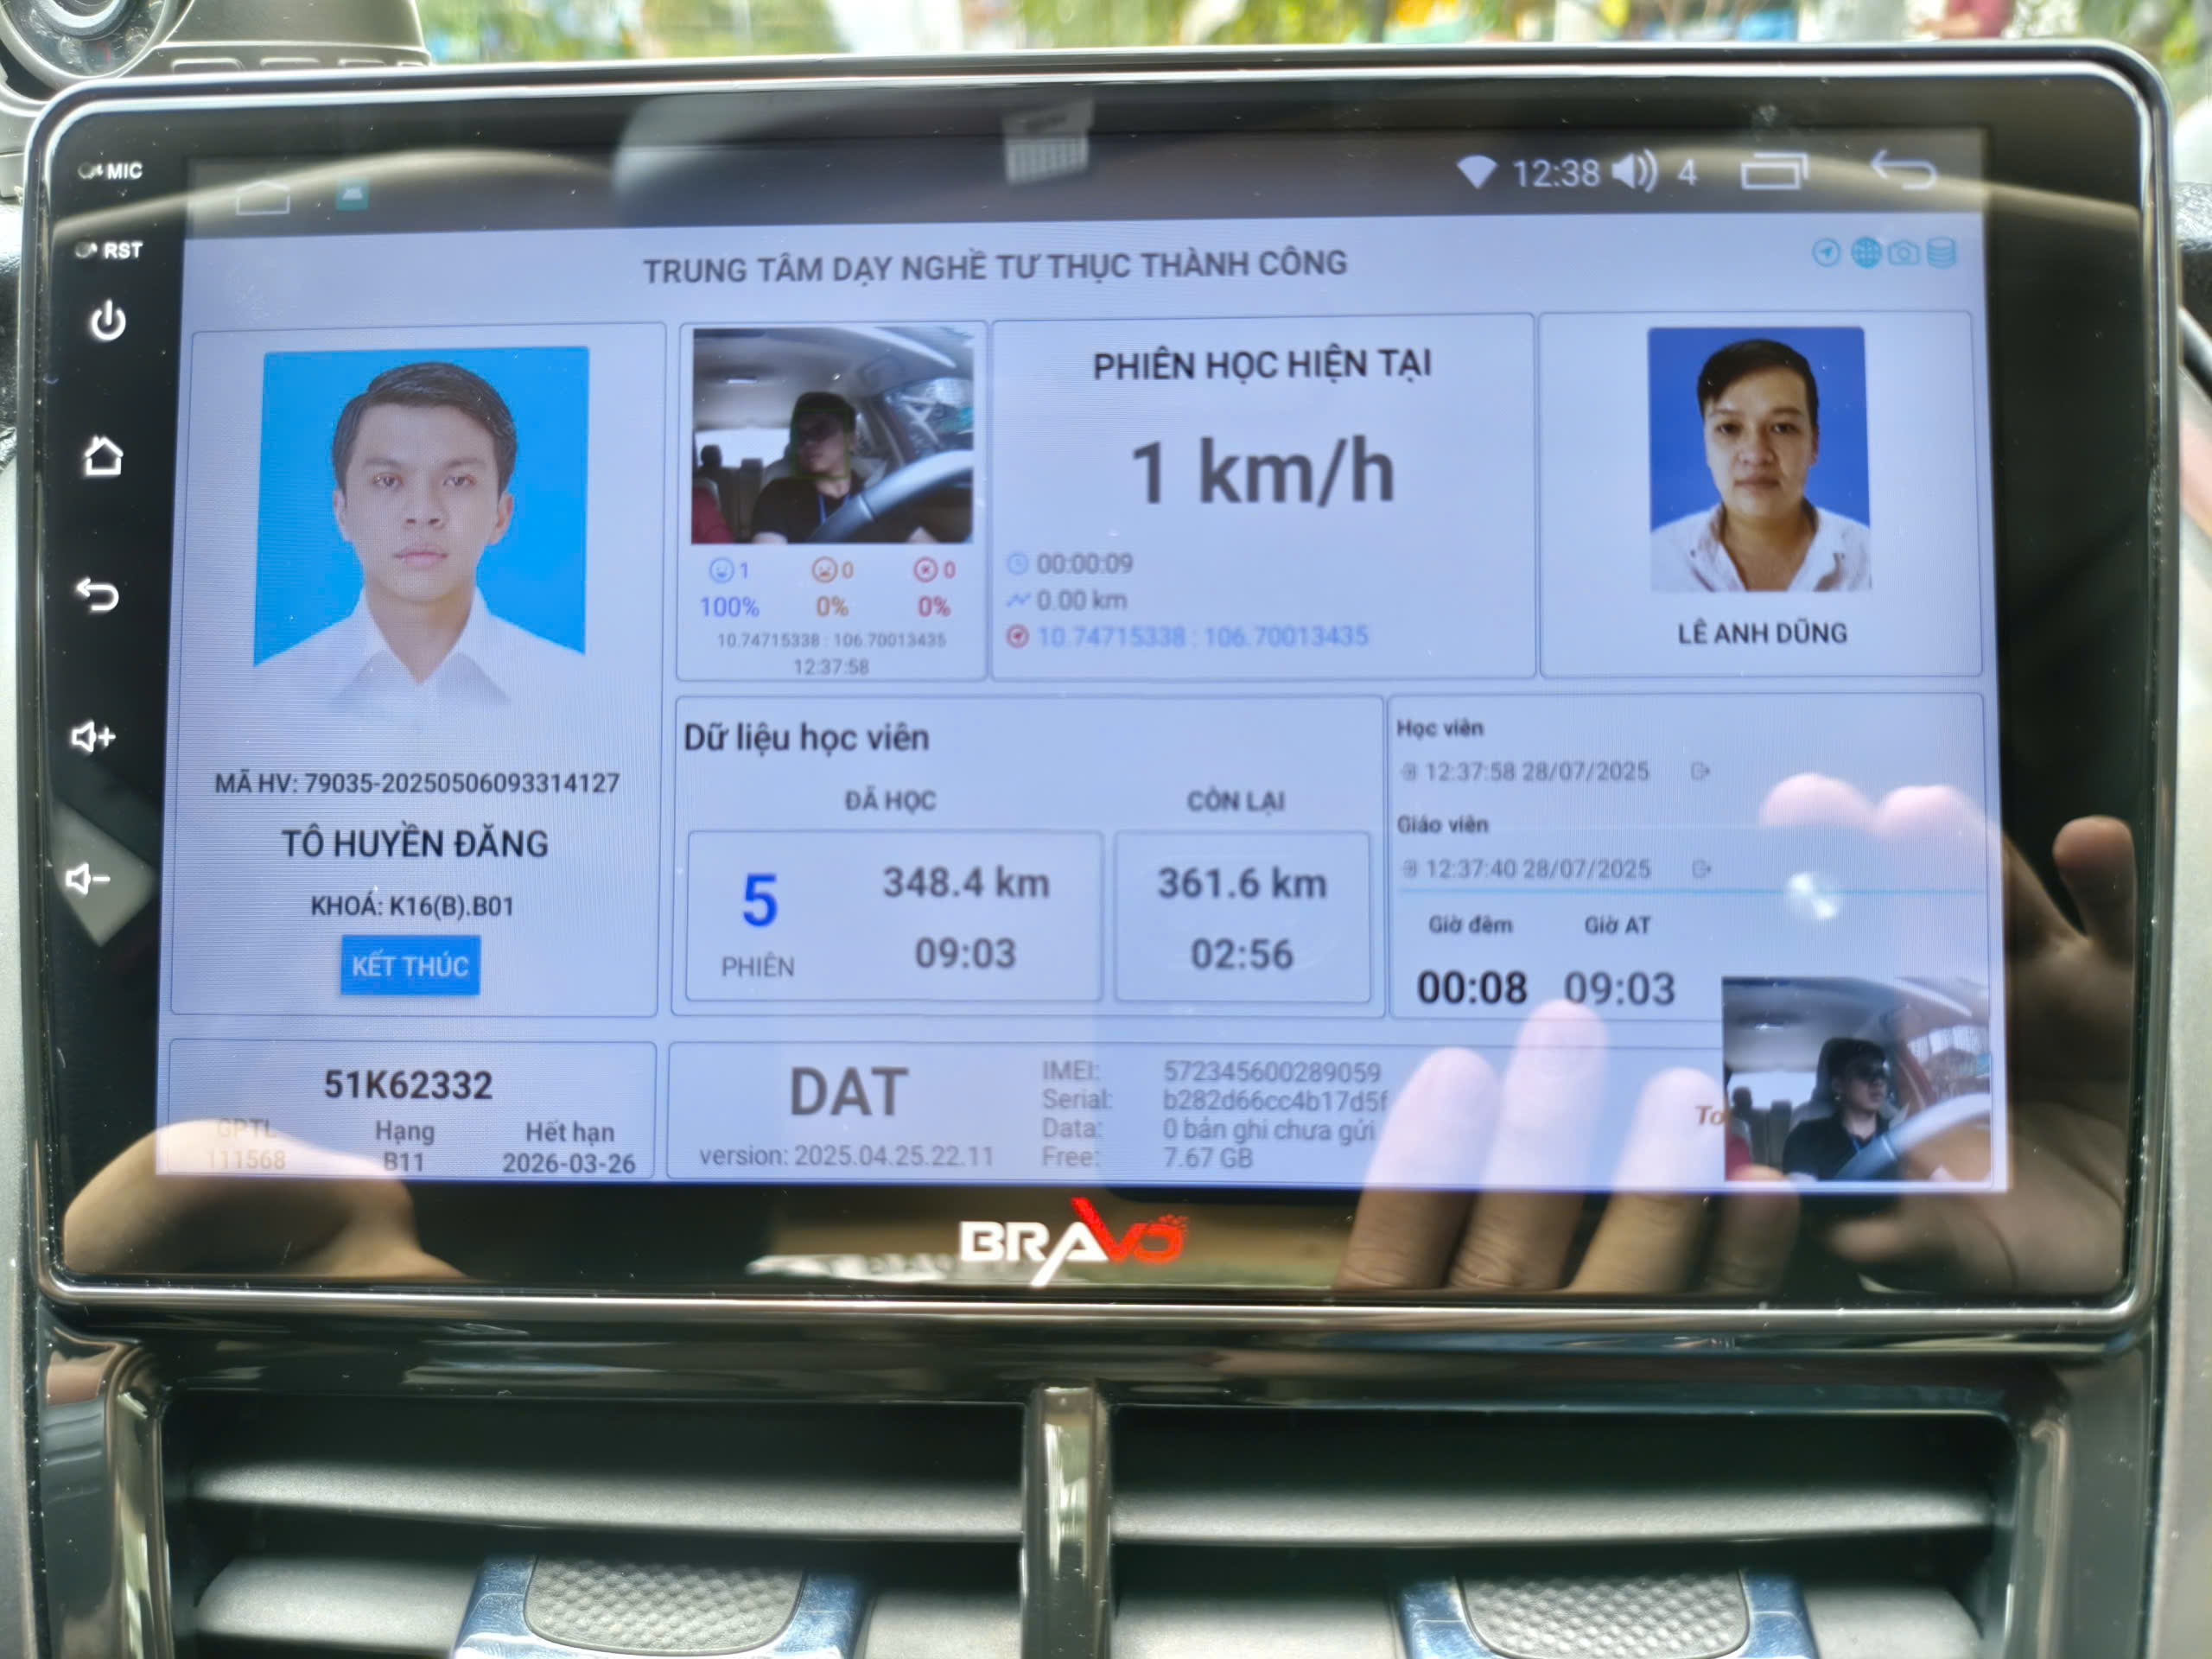 MIC
RST
12:38 4
TRUNG TÂM DẠY NGHỀ TƯ THỤC THÀNH CÔNG
MÃ HV: 79035-20250506093314127
TÔ HUYỀN ĐĂNG
KHOÁ: K16(B).B01
KẾT THÚC
1 0 0
100% 0% 0%
10.74715338 : 106.70013435
12:37:58
PHIÊN HỌC HIỆN TẠI
1 km/h
00:00:09
0.00 km
10.74715338 : 106.70013435
LÊ ANH DŨNG
Dữ liệu học viên
ĐÃ HỌC CÒN LẠI
5 348.4 km 361.6 km
PHIÊN 09:03 02:56
Học viên
12:37:58 28/07/2025
Giáo viên
12:37:40 28/07/2025
Giờ đêm Giờ AT
00:08 09:03
51K62332
GPTL Hạng Hết hạn
111568 B11 2026-03-26
DAT
version: 2025.04.25.22.11
IMEI: 572345600289059
Serial: b282d66cc4b17d5f
Data: 0 bản ghi chưa gửi
Free: 7.67 GB
BRAVO